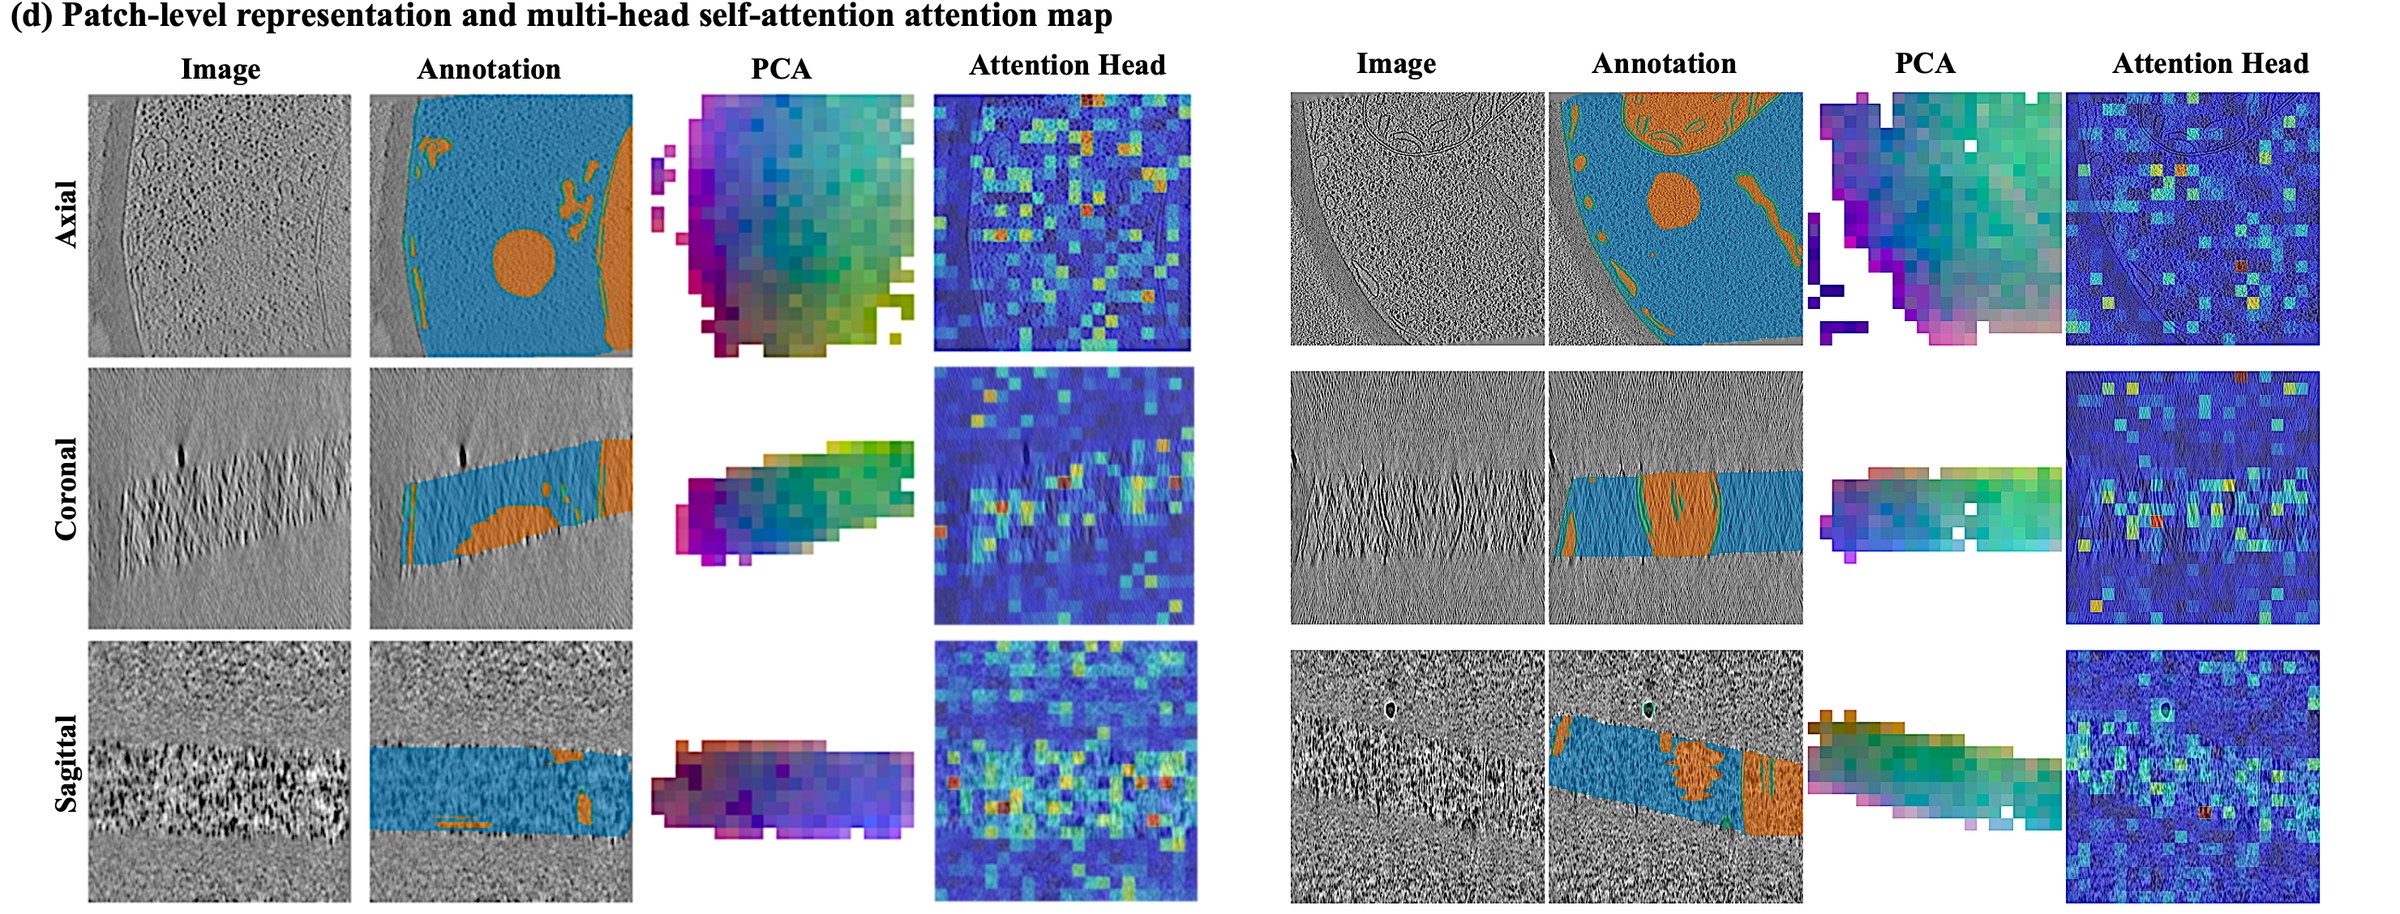 (d) Patch-level representation and multi-head self-attention attention map
Image Annotation PCA Attention Head Image Annotation PCA Attention Head
Axial
Coronal
Sagittal